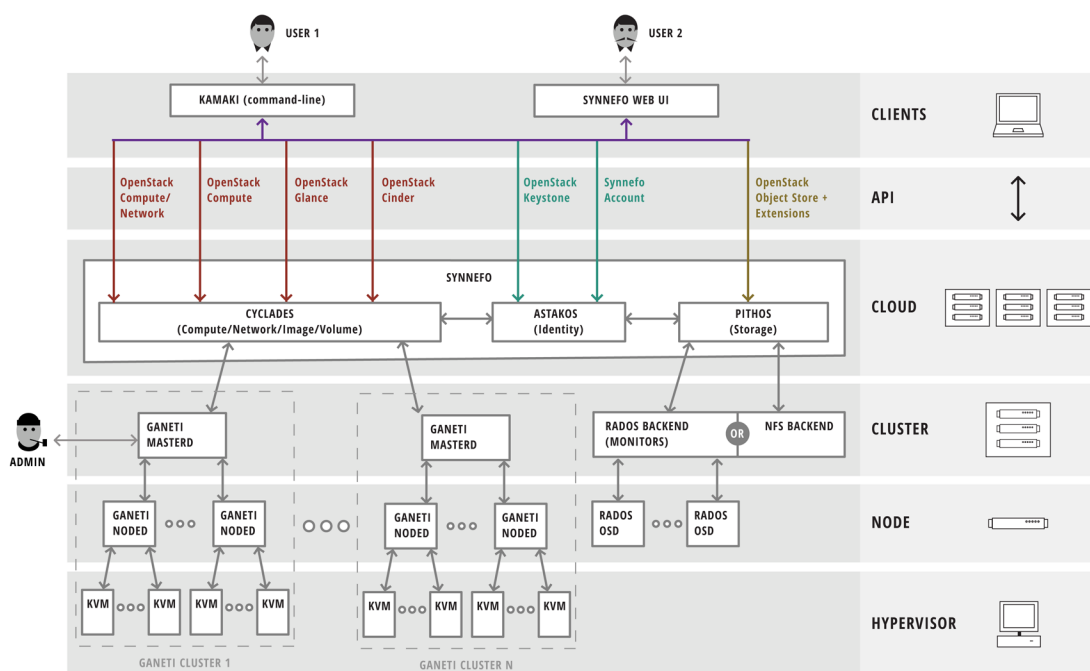 USER 1
USER 2
KAMAKI (command-line)
SYNNEFO WEB UI
CLIENTS
OpenStack
Compute/
Network
OpenStack
Compute
OpenStack
Glance
OpenStack
Cinder
OpenStack
Keystone
Synnefo
Account
OpenStack
Object Store +
Extensions
API
SYNNEFO
CYCLADES
(Compute/Network/Image/Volume)
ASTAKOS
(Identity)
PITHOS
(Storage)
CLOUD
ADMIN
GANETI
MASTERD
GANETI
MASTERD
RADOS BACKEND
(MONITORS)
OR
NFS BACKEND
CLUSTER
GANETI
NODED
GANETI
NODED
GANETI
NODED
GANETI
NODED
RADOS
OSD
RADOS
OSD
NODE
KVM
KVM
KVM
KVM
KVM
KVM
KVM
KVM
HYPERVISOR
GANETI CLUSTER 1
GANETI CLUSTER N